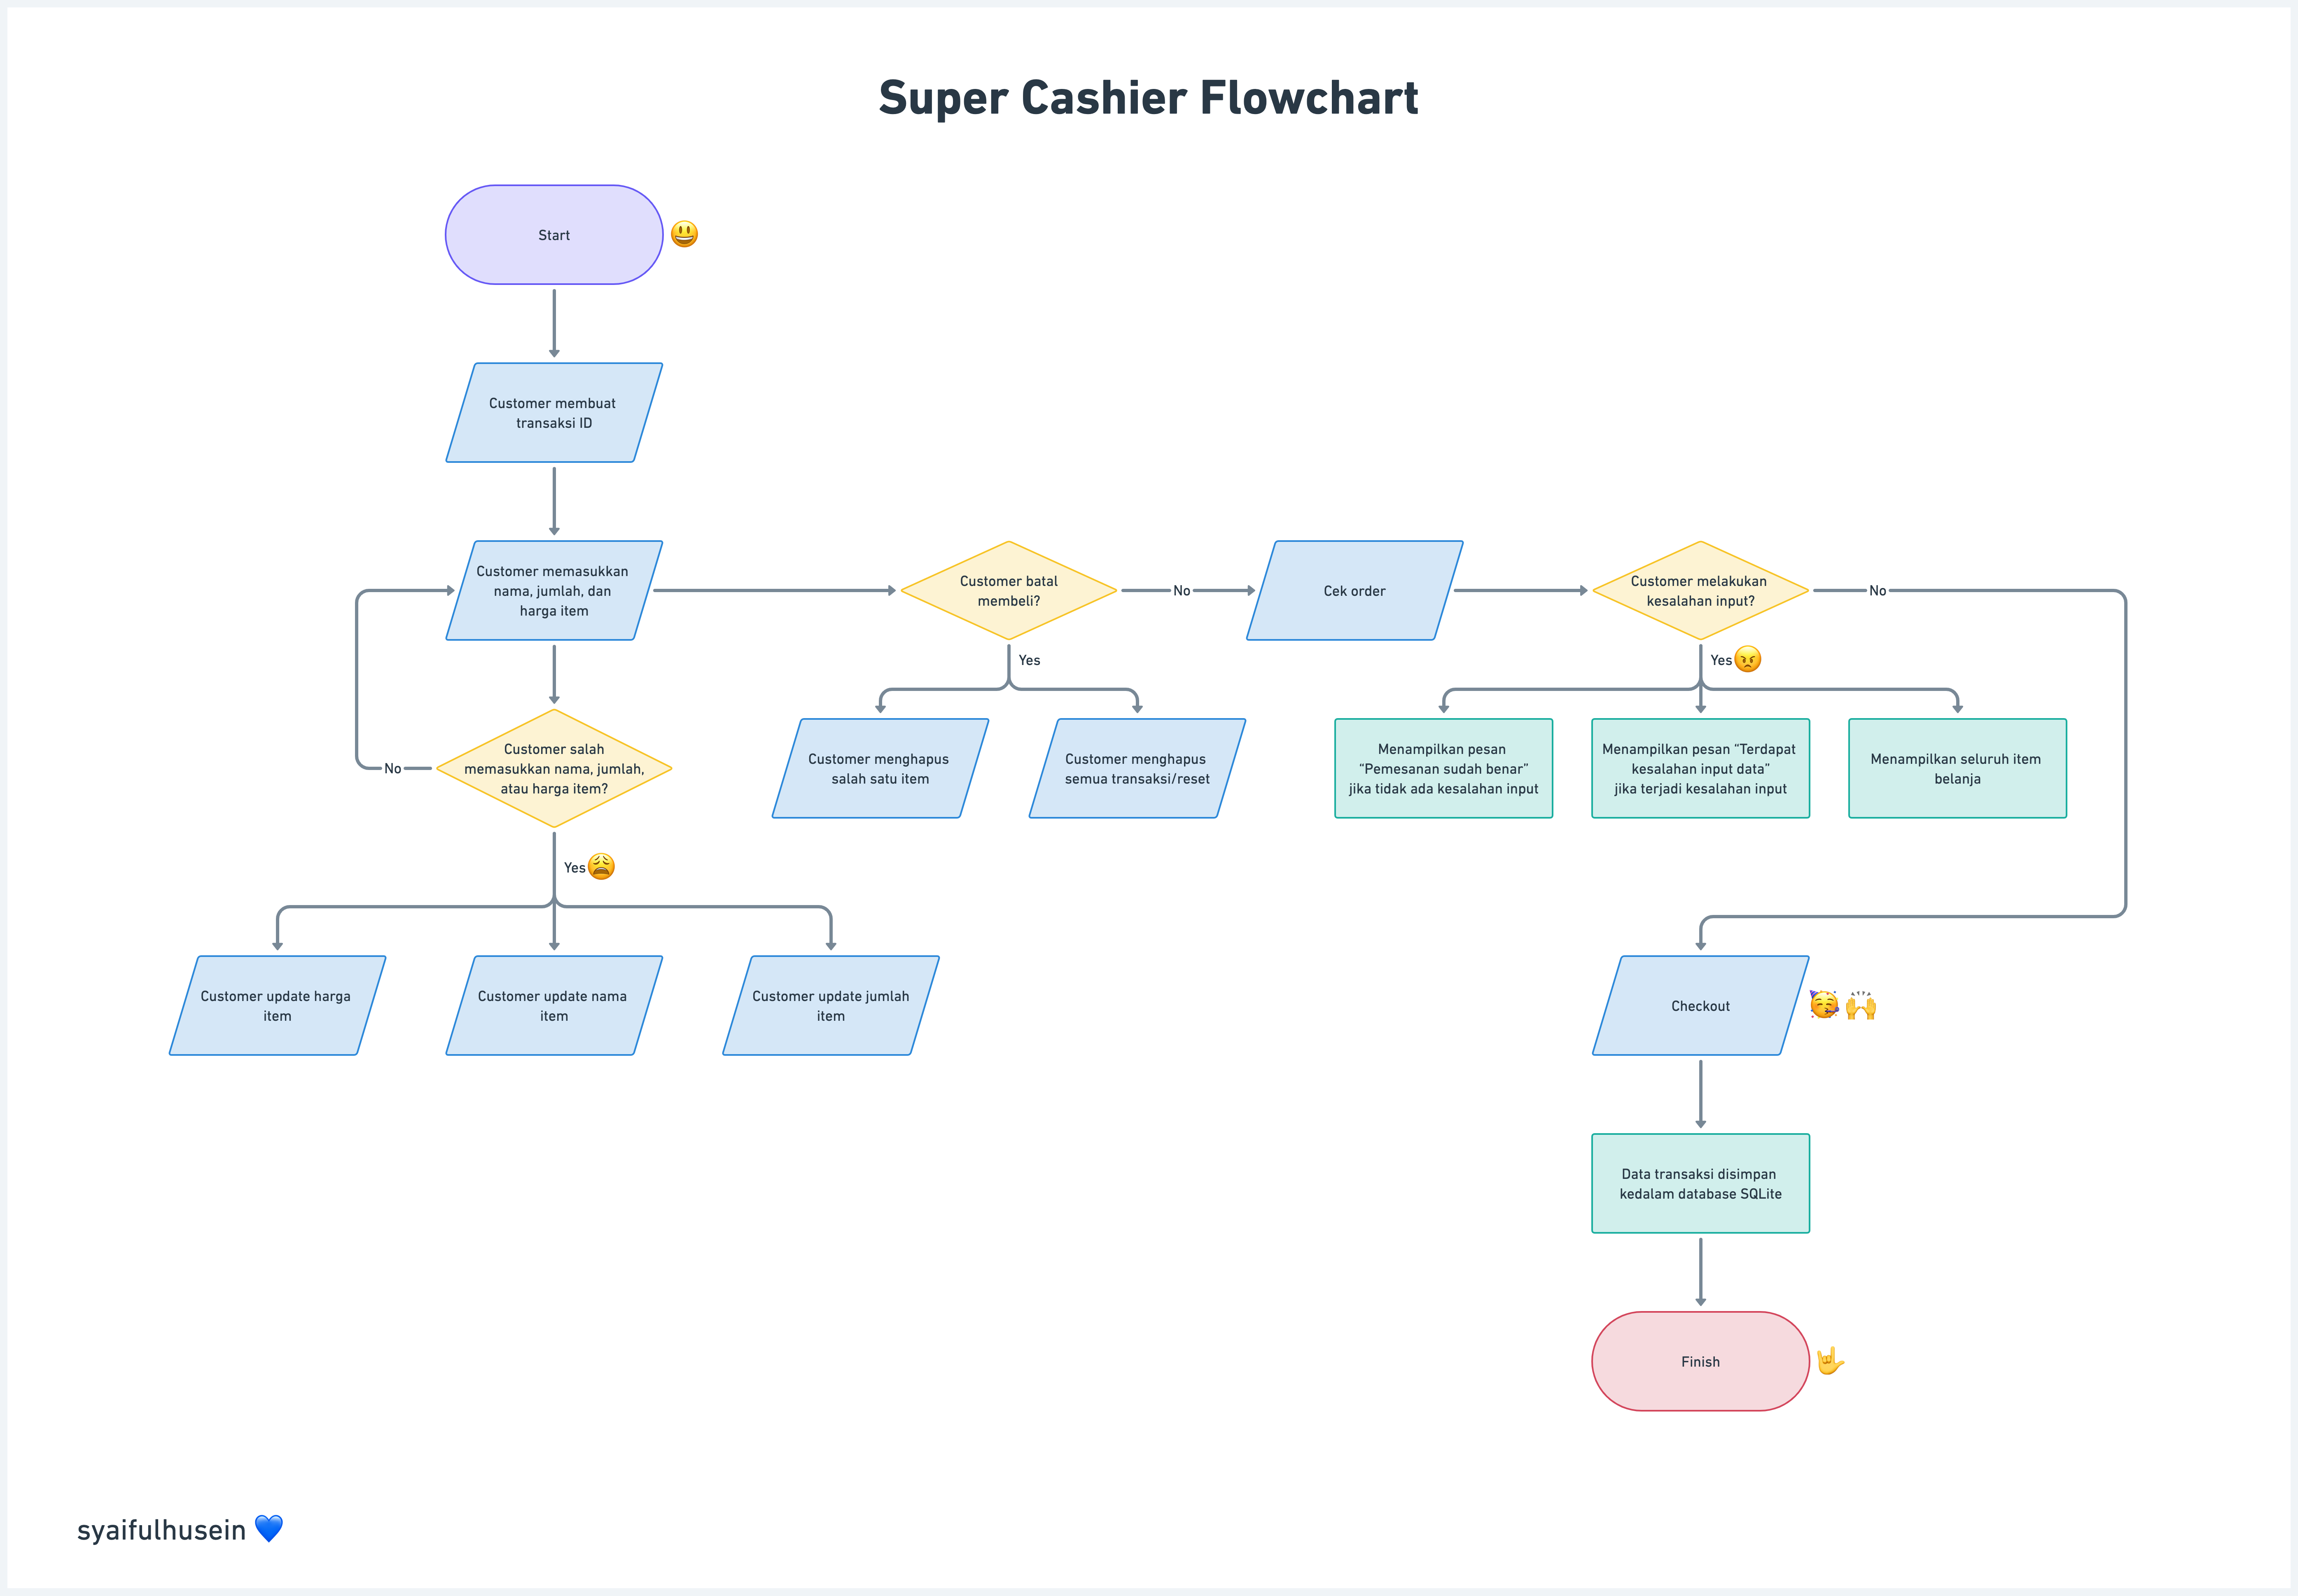 Super Cashier Flowchart
Start
Customer membuat
transaksi ID
Customer memasukkan
nama, jumlah, dan
harga item
Customer batal
membeli?
No
Cek order
Customer melakukan
kesalahan input?
No
Yes
Yes
Customer salah
memasukkan nama, jumlah,
atau harga item?
No
Customer menghapus
salah satu item
Customer menghapus
semua transaksi/reset
Menampilkan pesan
“Pemesanan sudah benar”
jika tidak ada kesalahan input
Menampilkan pesan “Terdapat
kesalahan input data”
jika terjadi kesalahan input
Menampilkan seluruh item
belanja
Yes
Customer update harga
item
Customer update nama
item
Customer update jumlah
item
Checkout
Data transaksi disimpan
kedalam database SQLite
Finish
syaifulhusein